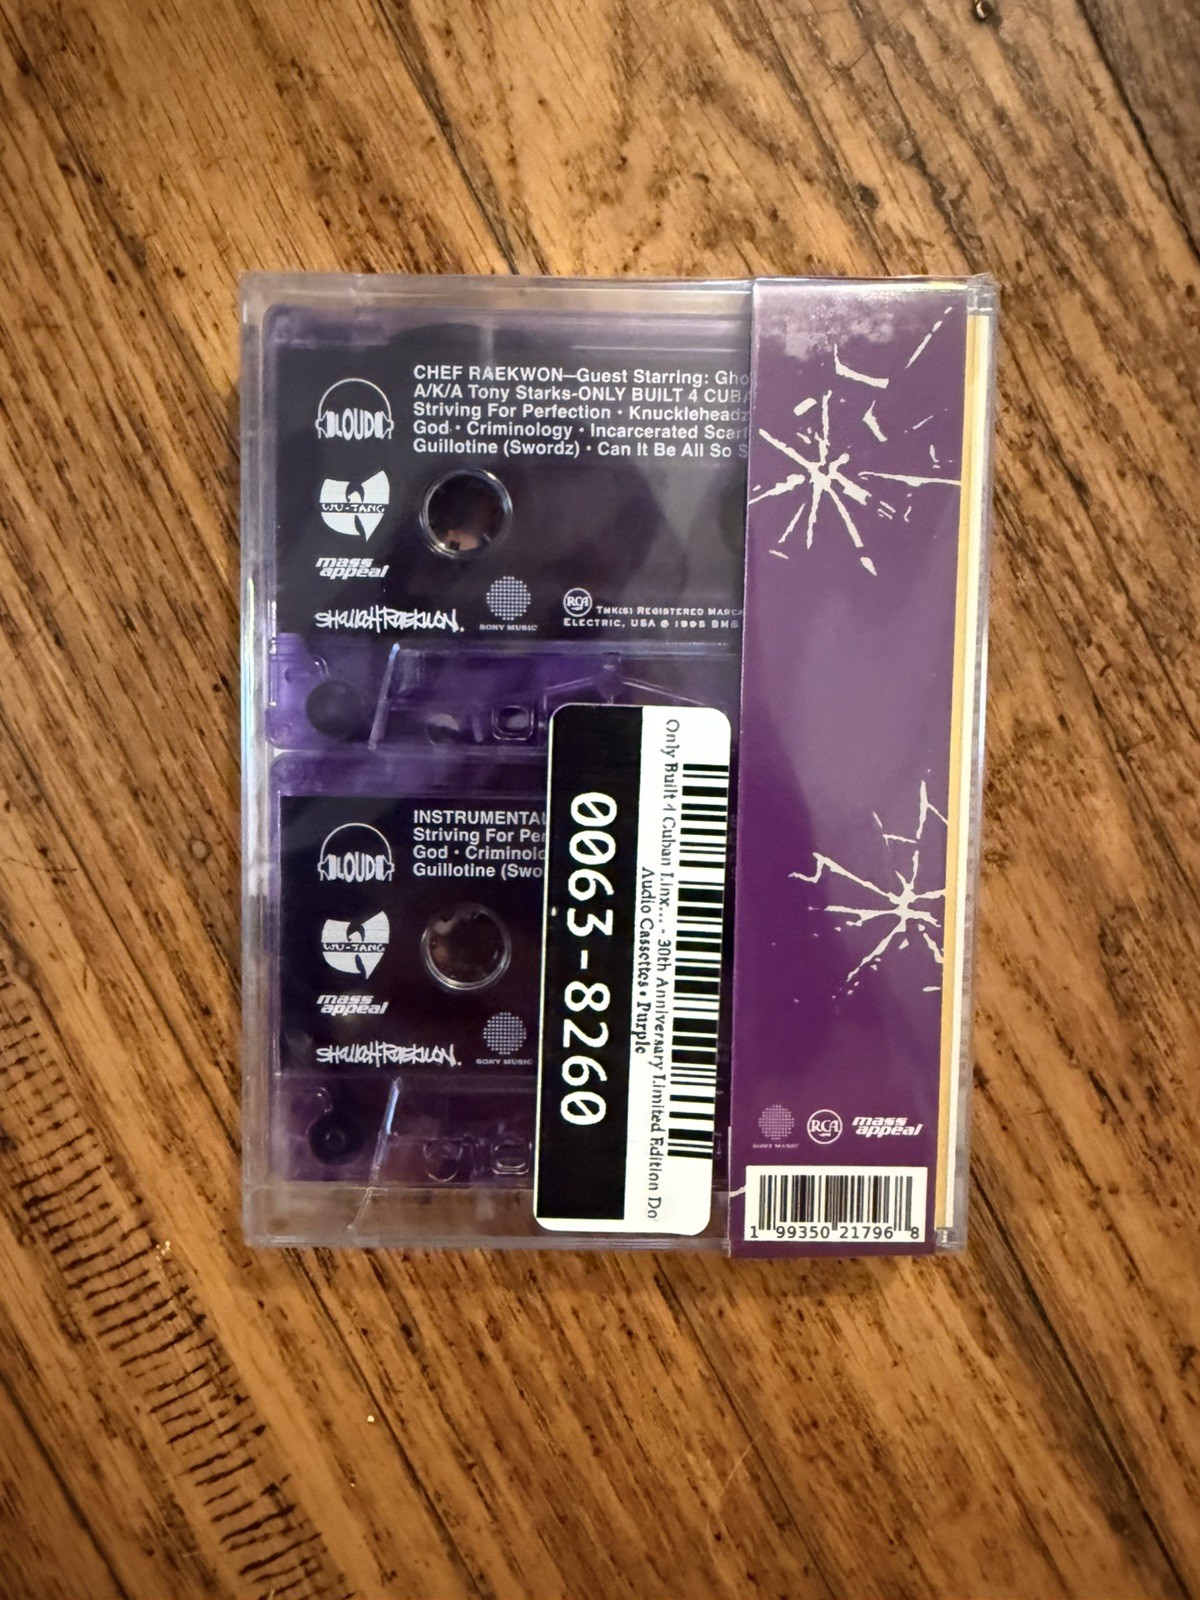 CHEF RAEKWON—Guest Starring: Gho
A/K/A Tony Starks-ONLY BUILT 4 CUBA
Striving For Perfection • Knuckleheadz
God • Criminology • Incarcerated Scarf
Guillotine (Swordz) • Can It Be All So S
LOUD
WU-TANG
mass
appeal
SHALLAH RAEKWON.
SONY MUSIC
RCA
TMK(S) REGISTERED MARCA
ELECTRIC, USA ℗ 1995 BMG
INSTRUMENTAL
Striving For Per
God • Criminolo
Guillotine (Swo
LOUD
WU-TANG
mass
appeal
SHALLAH RAEKWON.
SONY MUSIC
Only Built 4 Cuban Linx... - 30th Anniversary Limited Edition Do
Audio Cassettes • Purple
0063-8260
SONY MUSIC
RCA
mass
appeal
1 99350 21796 8